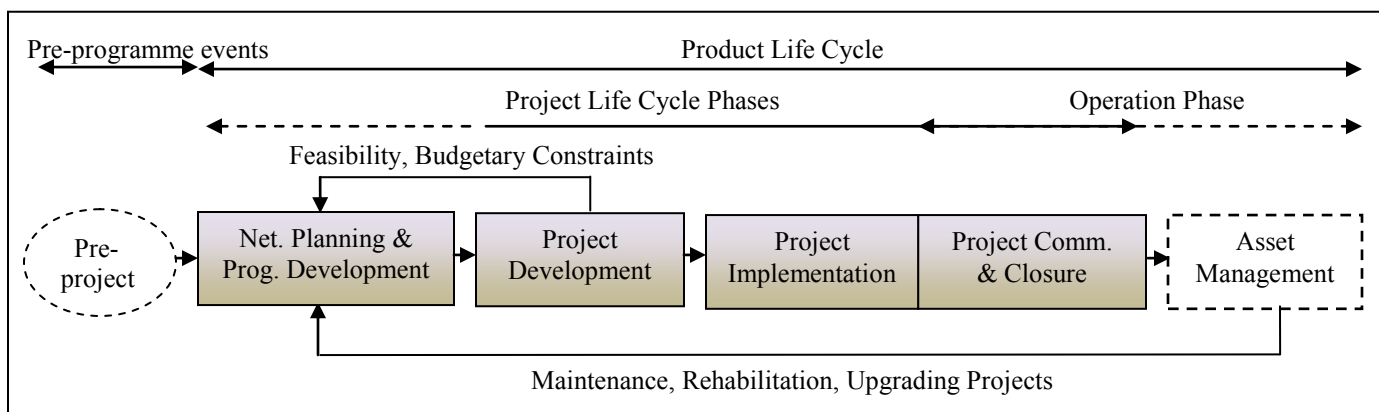 Pre-programme events
Product Life Cycle
Project Life Cycle Phases
Operation Phase
Feasibility, Budgetary Constraints
Pre-
project
Net. Planning &
Prog. Development
Project
Development
Project
Implementation
Project Comm.
& Closure
Asset
Management
Maintenance, Rehabilitation, Upgrading Projects